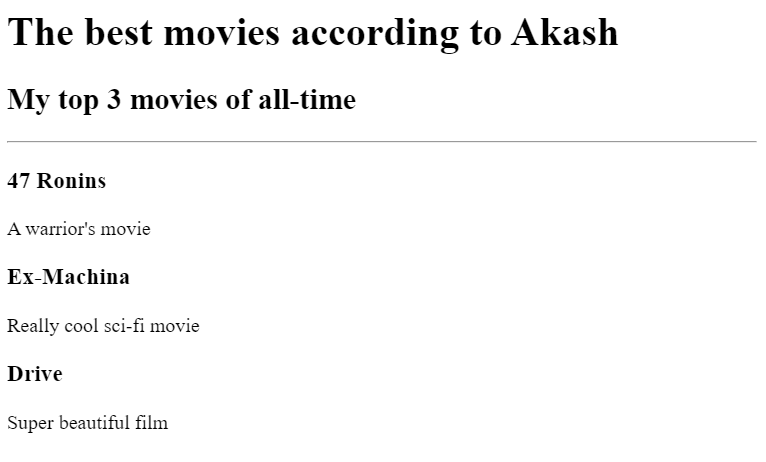 The best movies according to Akash
My top 3 movies of all-time
47 Ronins
A warrior's movie
Ex-Machina
Really cool sci-fi movie
Drive
Super beautiful film